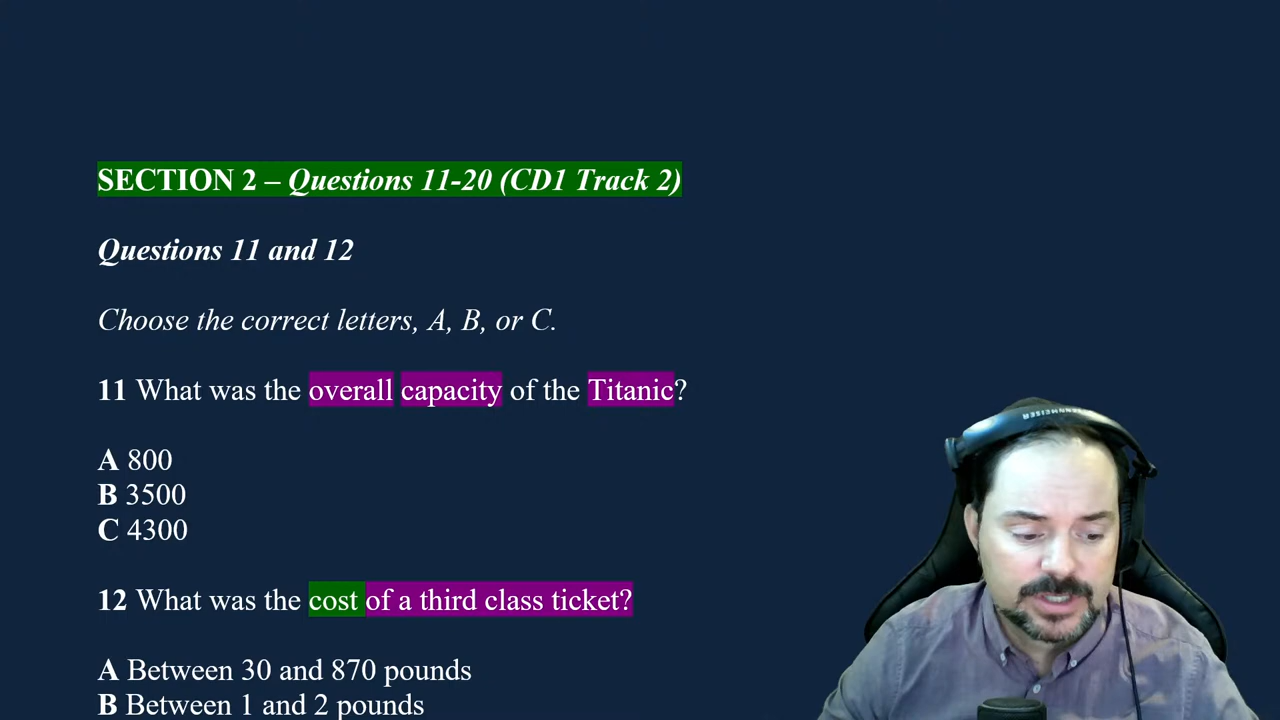 SECTION 2 – Questions 11-20 (CD1 Track 2)
Questions 11 and 12
Choose the correct letters, A, B, or C.
11 What was the overall capacity of the Titanic?
A 800
B 3500
C 4300
12 What was the cost of a third class ticket?
A Between 30 and 870 pounds
B Between 1 and 2 pounds
SENNHEISER